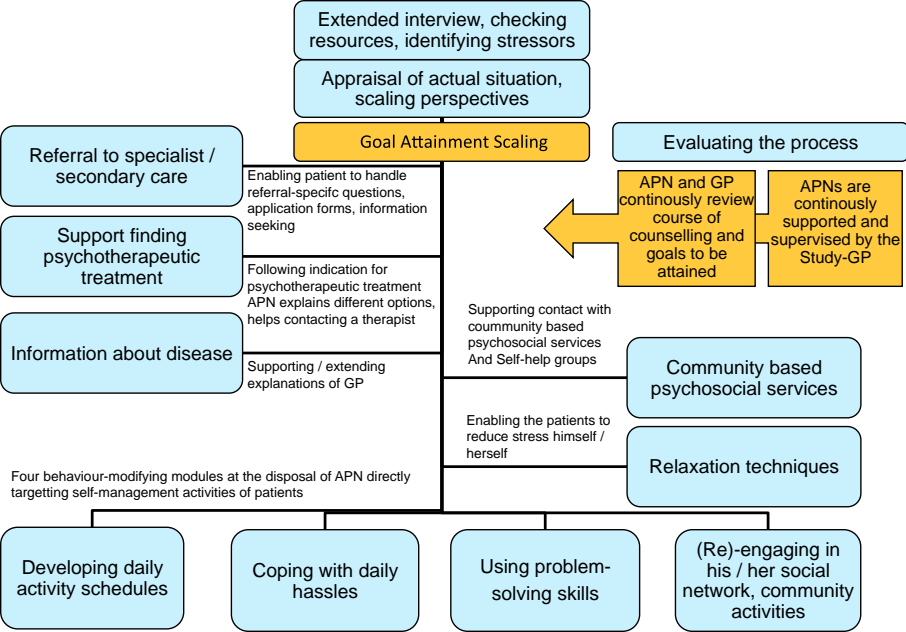 Extended interview, checking
resources, identifying stressors
Appraisal of actual situation,
scaling perspectives
Goal Attainment Scaling
Evaluating the process
Referral to specialist /
secondary care
Enabling patient to handle
referral-specifc questions,
application forms, information
seeking
APN and GP
continously review
course of
counselling and
goals to be
attained
APNs are
continously
supported and
supervised by the
Study-GP
Support finding
psychotherapeutic
treatment
Following indication for
psychotherapeutic treatment
APN explains different options,
helps contacting a therapist
Information about disease
Supporting / extending
explanations of GP
Supporting contact with
coummunity based
psychosocial services
And Self-help groups
Community based
psychosocial services
Enabling the patients to
reduce stress himself /
herself
Relaxation techniques
Four behaviour-modifying modules at the disposal of APN directly
targetting self-management activities of patients
Developing daily
activity schedules
Coping with daily
hassles
Using problem-
solving skills
(Re)-engaging in
his / her social
network, community
activities